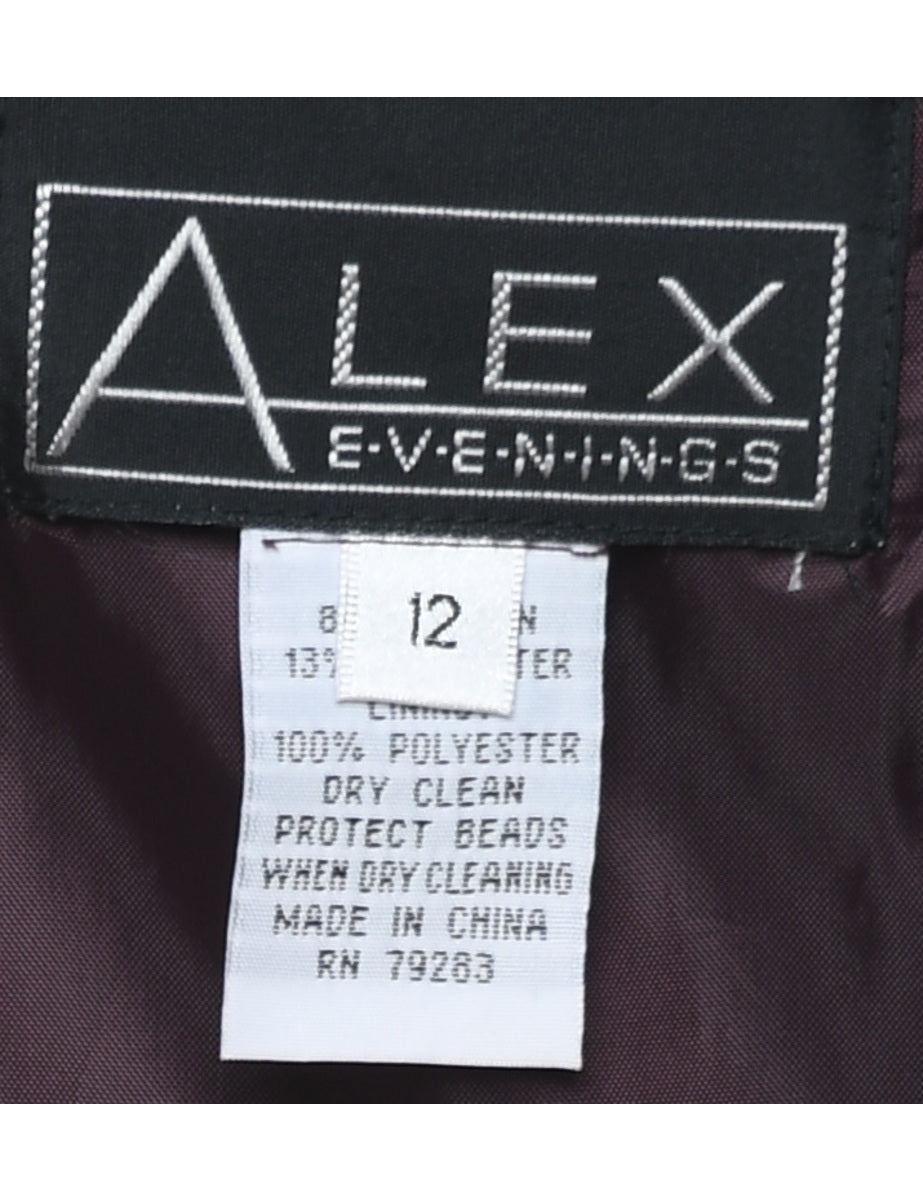 ALEX
E·V·E·N·I·N·G·S
12
100% POLYESTER
DRY CLEAN
PROTECT BEADS
WHEN DRY CLEANING
MADE IN CHINA
RN 79283